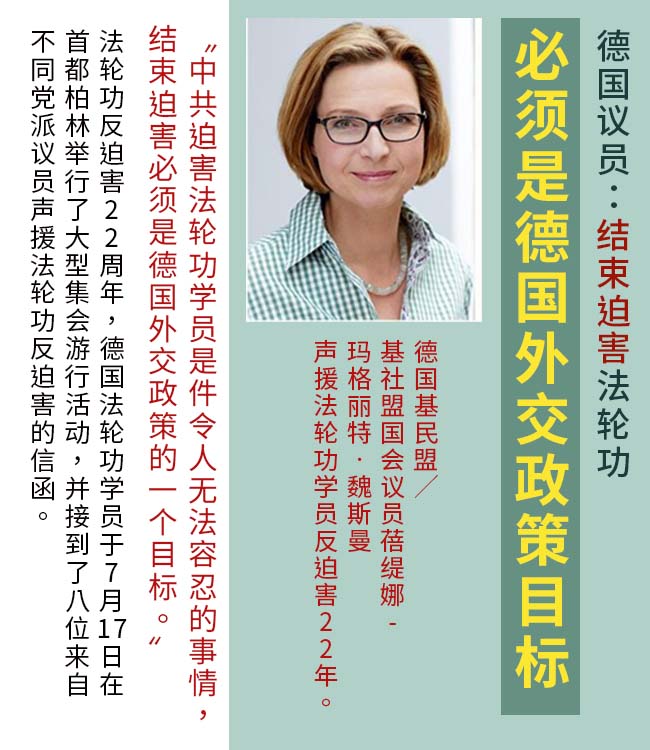 德国议员：结束迫害法轮功
必须是德国外交政策目标
德国基民盟／
基社盟国会议员蓓缇娜-
玛格丽特·魏斯曼
声援法轮功学员反迫害22年。
〝中共迫害法轮功学员是件令人无法容忍的事情，
结束迫害必须是德国外交政策的一个目标。〞
法轮功反迫害22周年，德国法轮功学员于7月17日在
首都柏林举行了大型集会游行活动，并接到了八位来自
不同党派议员声援法轮功反迫害的信函。